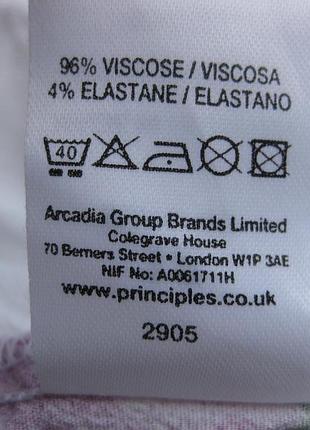 96% VISCOSE / VISCOSA
4% ELASTANE / ELASTANO
40
Arcadia Group Brands Limited
Colegrave House
70 Berners Street • London W1P 3AE
NIF No: A0061711H
www.principles.co.uk
2905